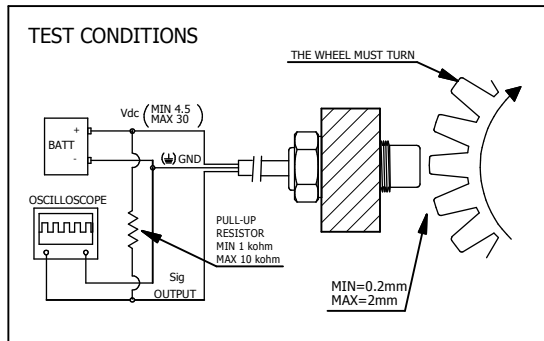 TEST CONDITIONS
THE WHEEL MUST TURN
Vdc (MIN 4.5
MAX 30)
+
BATT
-
GND
OSCILLOSCOPE
PULL-UP
RESISTOR
MIN 1 kohm
MAX 10 kohm
Sig
OUTPUT
MIN=0.2mm
MAX=2mm